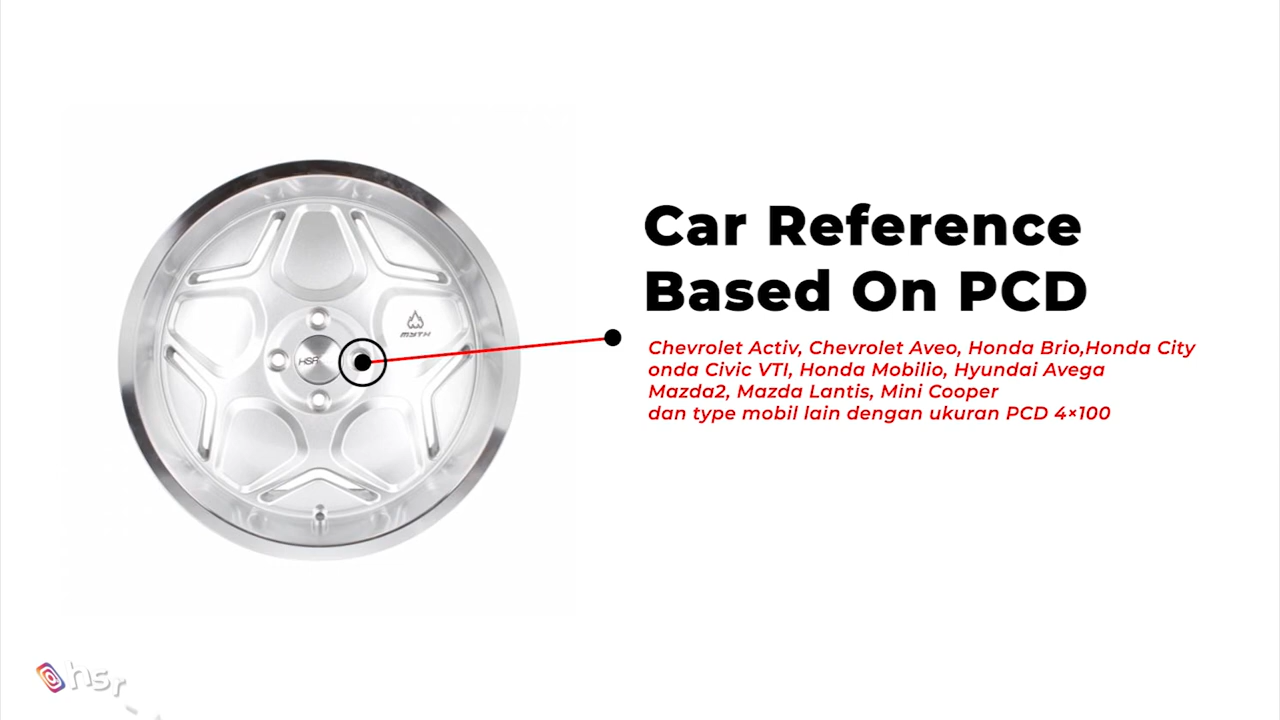 Car Reference
Based On PCD
Chevrolet Activ, Chevrolet Aveo, Honda Brio,Honda City
onda Civic VTI, Honda Mobilio, Hyundai Avega
Mazda2, Mazda Lantis, Mini Cooper
dan type mobil lain dengan ukuran PCD 4×100
MYTH
HSR
hsr_